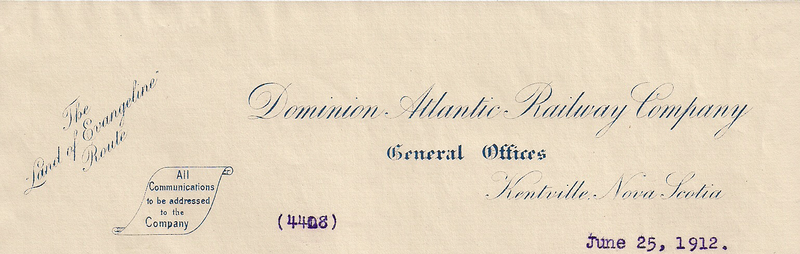 The
Land of Evangeline
Route
Dominion Atlantic Railway Company
General Offices
Kentville, Nova Scotia
All
Communications
to be addressed
to the
Company
June 25, 1912.